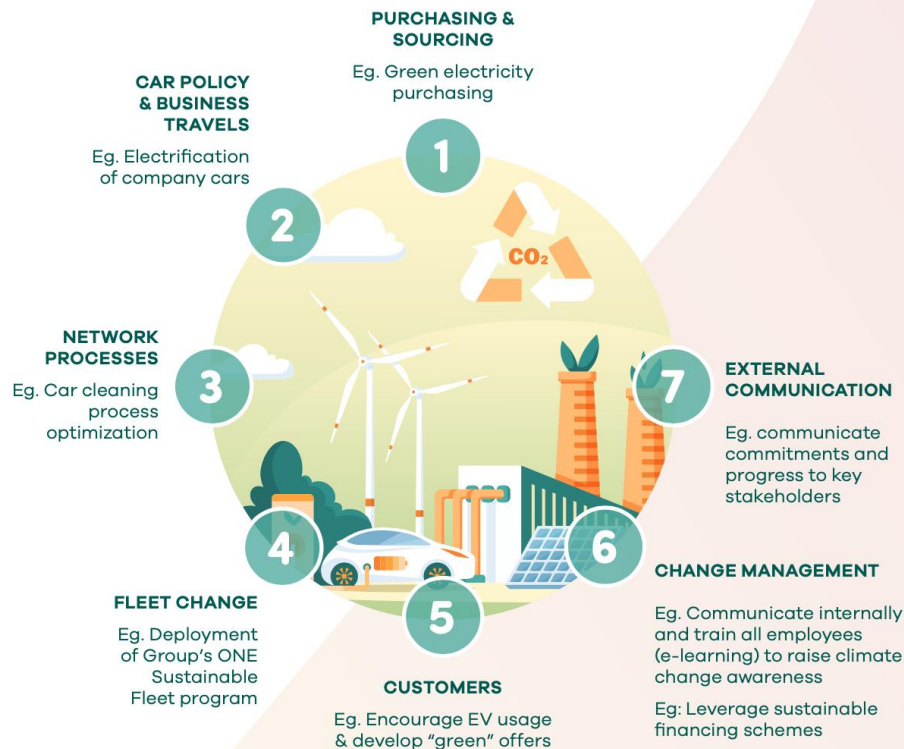 PURCHASING &
SOURCING
Eg. Green electricity
purchasing
1
CAR POLICY
& BUSINESS
TRAVELS
Eg. Electrification
of company cars
2
NETWORK
PROCESSES
Eg. Car cleaning
process
optimization
3
4
FLEET CHANGE
Eg. Deployment
of Group's ONE
Sustainable
Fleet program
5
CUSTOMERS
Eg. Encourage EV usage
& develop "green" offers
6
CHANGE MANAGEMENT
Eg. Communicate internally
and train all employees
(e-learning) to raise climate
change awareness
Eg: Leverage sustainable
financing schemes
7
EXTERNAL
COMMUNICATION
Eg. communicate
commitments and
progress to key
stakeholders
CO₂